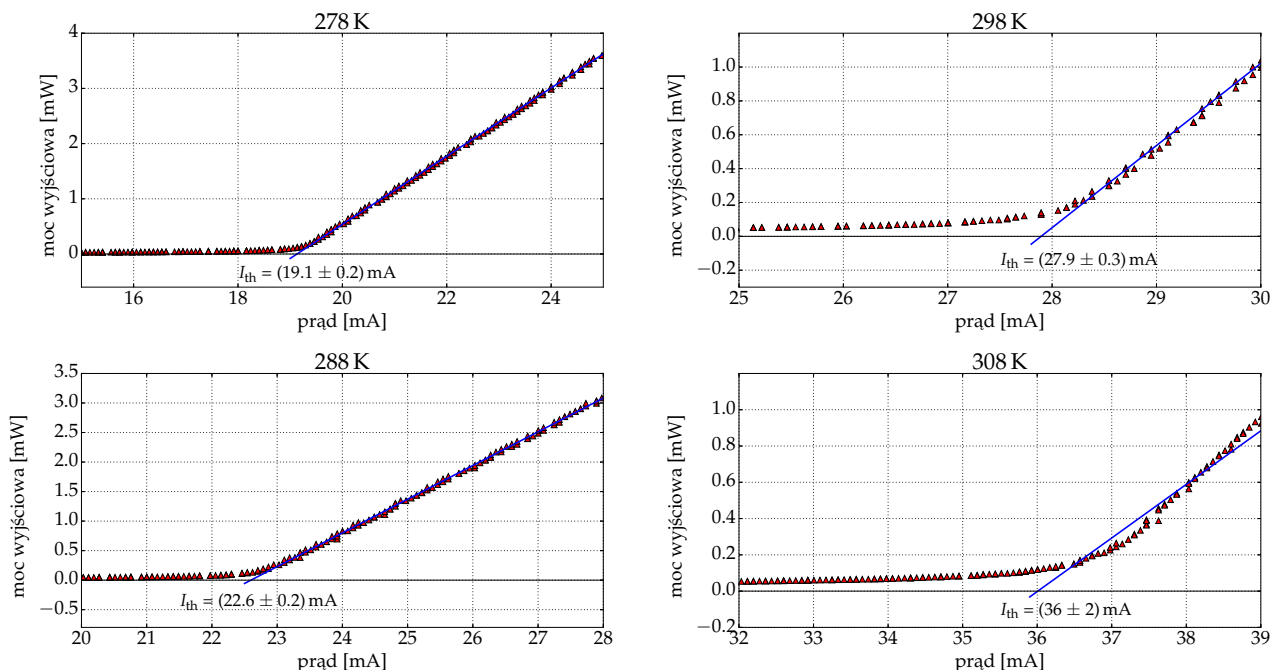 278 K
moc wyjściowa [mW]
4
3
2
1
0
I_th = (19.1 ± 0.2) mA
16 18 20 22 24
prąd [mA]
298 K
moc wyjściowa [mW]
1.0
0.8
0.6
0.4
0.2
0.0
−0.2
I_th = (27.9 ± 0.3) mA
25 26 27 28 29 30
prąd [mA]
288 K
moc wyjściowa [mW]
3.5
3.0
2.5
2.0
1.5
1.0
0.5
0.0
−0.5
I_th = (22.6 ± 0.2) mA
20 21 22 23 24 25 26 27 28
prąd [mA]
308 K
moc wyjściowa [mW]
1.0
0.8
0.6
0.4
0.2
0.0
−0.2
I_th = (36 ± 2) mA
32 33 34 35 36 37 38 39
prąd [mA]